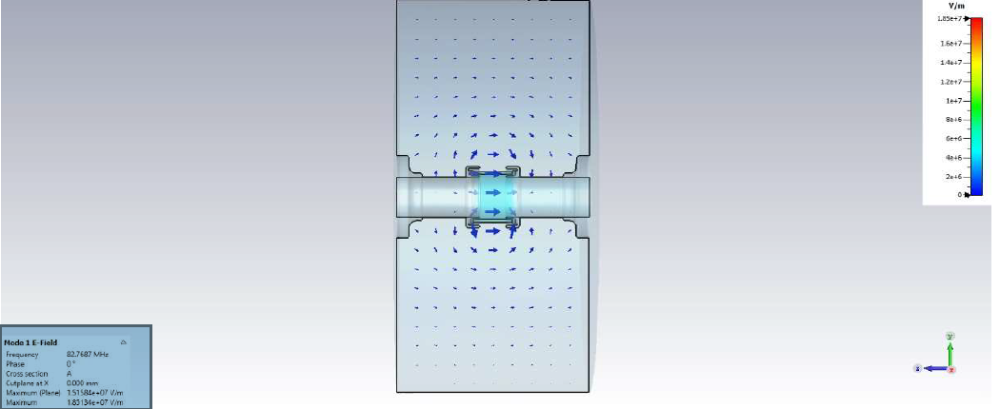 V/m
1.85e+7
1.6e+7
1.4e+7
1.2e+7
1e+7
8e+6
6e+6
4e+6
2e+6
0
Mode 1 E-Field
Frequency 82.7687 MHz
Phase 0°
Cross section A
Cutplane at X 0.000 mm
Maximum (Plane) 1.51584e+07 V/m
Maximum 1.85134e+07 V/m
y
z
x